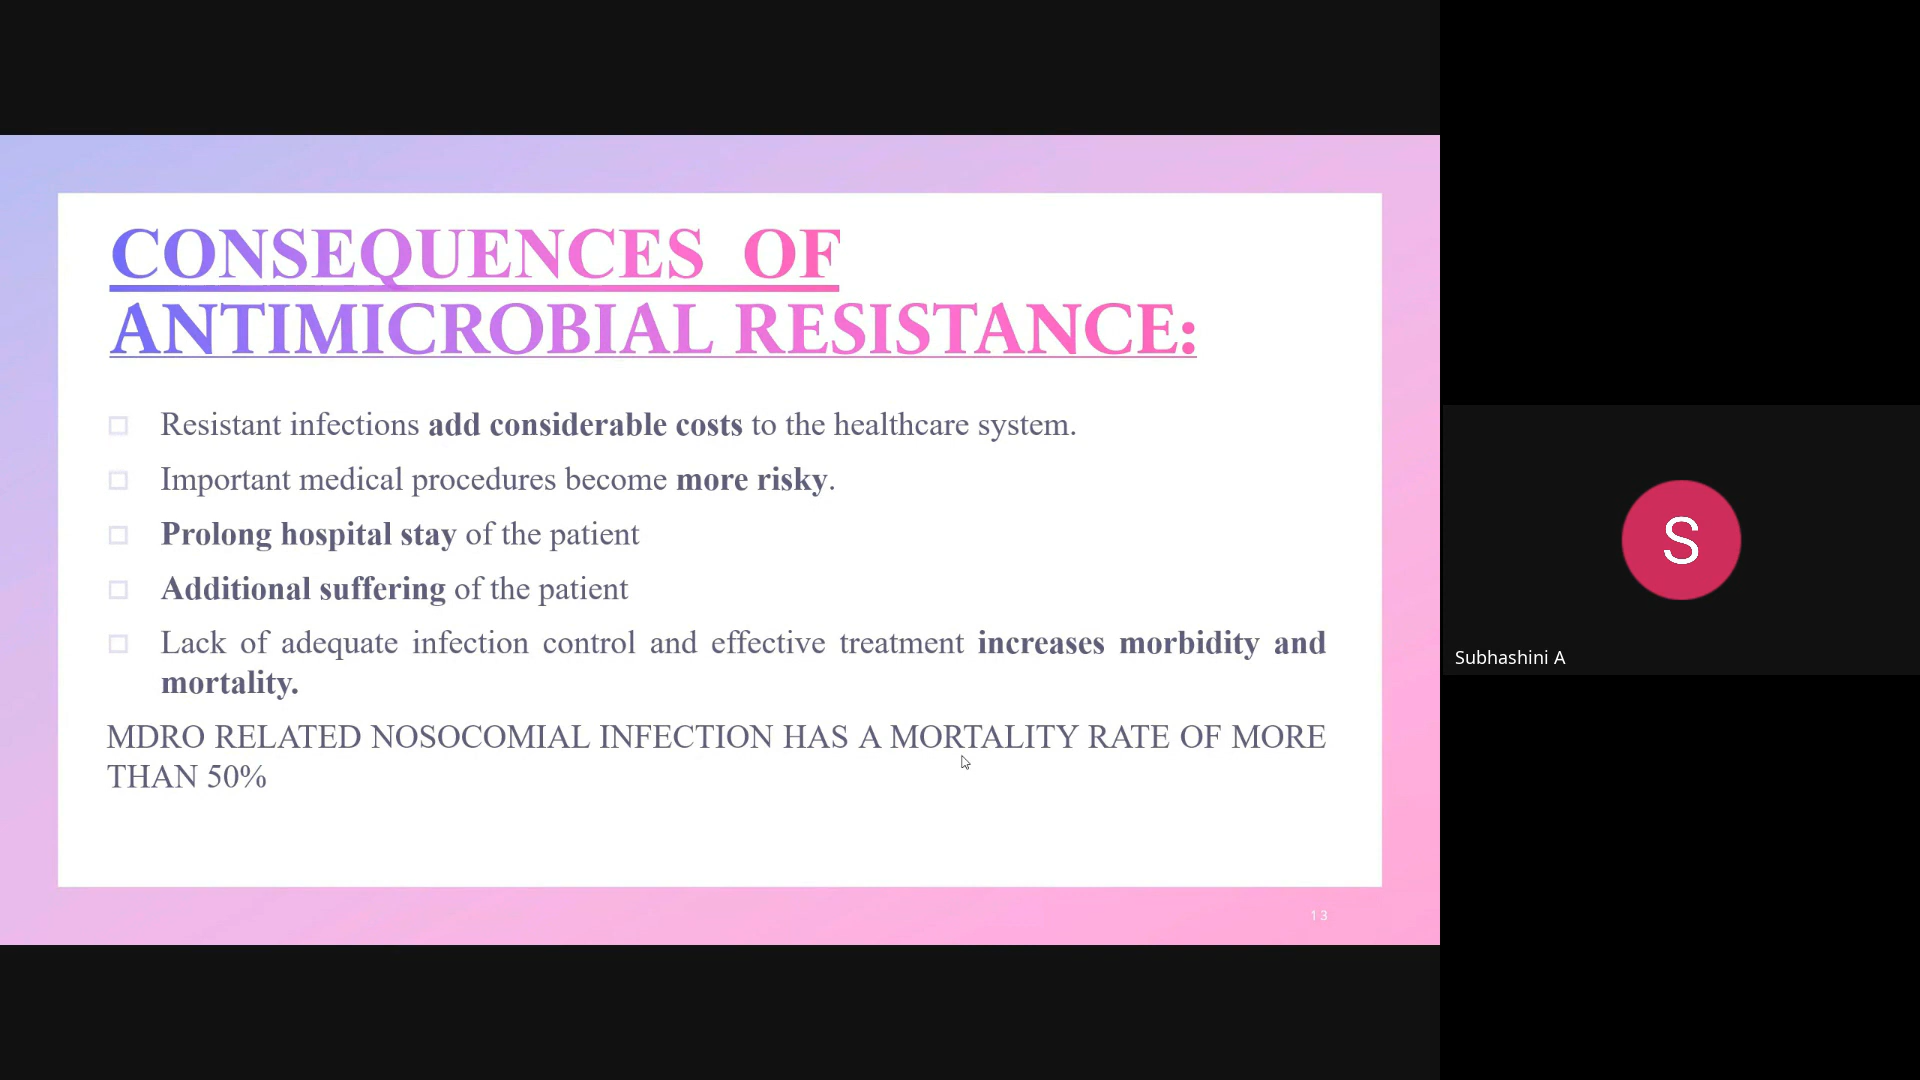 CONSEQUENCES OF
ANTIMICROBIAL RESISTANCE:
Resistant infections add considerable costs to the healthcare system.
Important medical procedures become more risky.
Prolong hospital stay of the patient
Additional suffering of the patient
Lack of adequate infection control and effective treatment increases morbidity and
mortality.
MDRO RELATED NOSOCOMIAL INFECTION HAS A MORTALITY RATE OF MORE
THAN 50%
13
S
Subhashini A